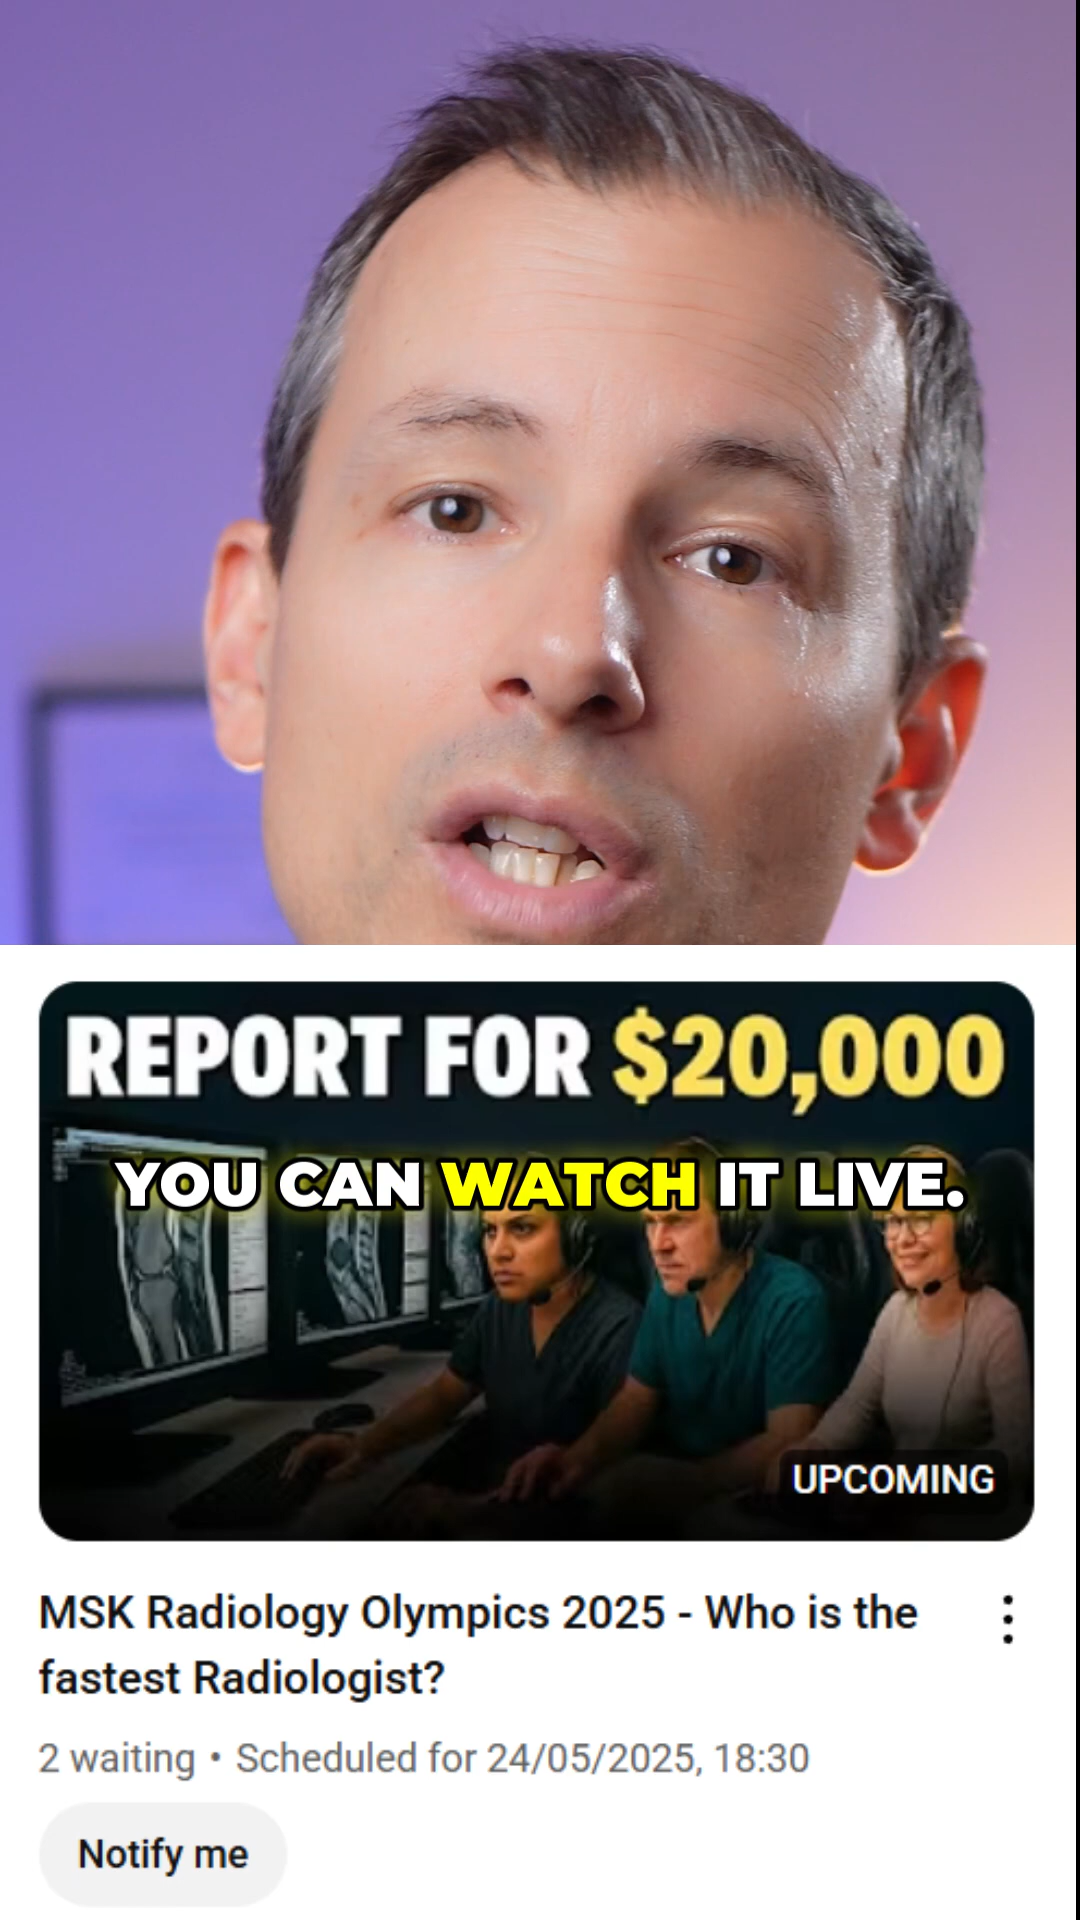 REPORT FOR $20,000
YOU CAN WATCH IT LIVE.
UPCOMING
MSK Radiology Olympics 2025 - Who is the
fastest Radiologist?
2 waiting • Scheduled for 24/05/2025, 18:30
Notify me